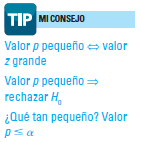 TIP MI CONSEJO
Valor p pequeño ⇔ valor
z grande
Valor p pequeño ⇒
rechazar H₀
¿Qué tan pequeño? Valor
p ≤ α